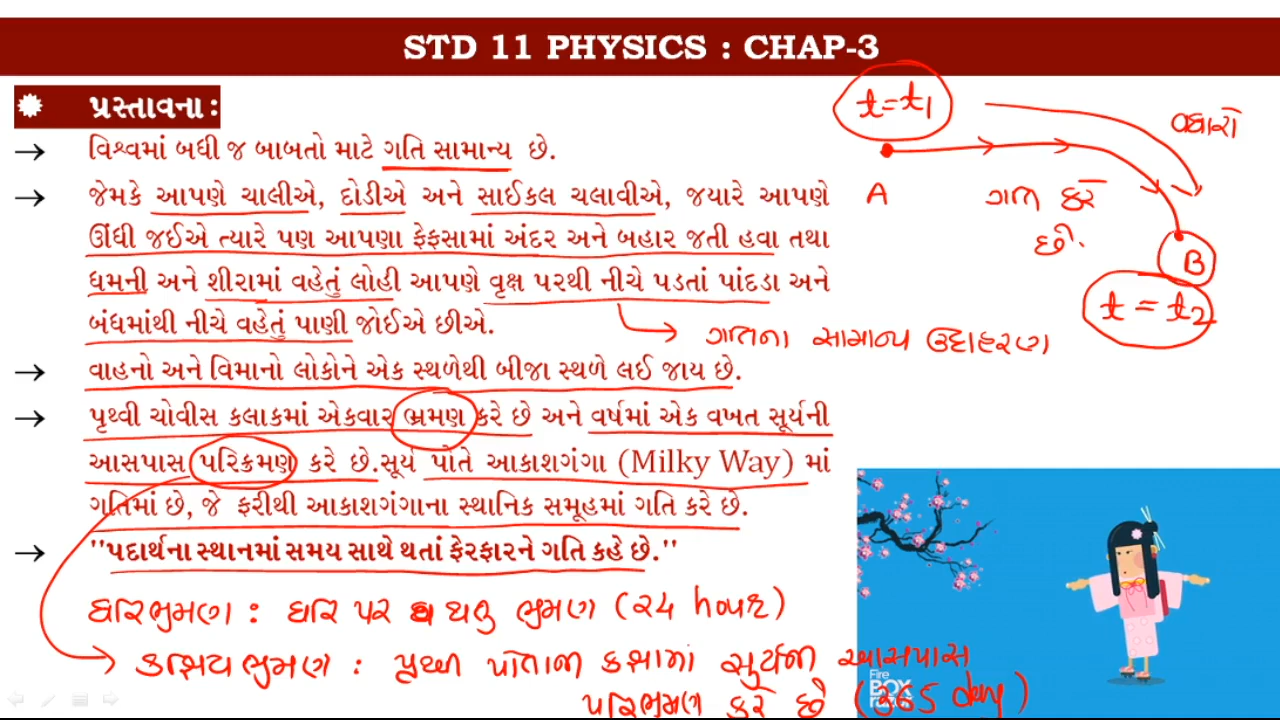 STD 11 PHYSICS : CHAP-3
પ્રસ્તાવના :
→ વિશ્વમાં બધી જ બાબતો માટે ગતિ સામાન્ય છે.
→ જેમકે આપણે ચાલીએ, દોડીએ અને સાઈકલ ચલાવીએ, જયારે આપણે
ઊંઘી જઈએ ત્યારે પણ આપણા ફેફસામાં અંદર અને બહાર જતી હવા તથા
ધમની અને શીરામાં વહેતું લોહી આપણે વૃક્ષ પરથી નીચે પડતાં પાંદડા અને
બંધમાંથી નીચે વહેતું પાણી જોઈએ છીએ.
→ વાહનો અને વિમાનો લોકોને એક સ્થળેથી બીજા સ્થળે લઈ જાય છે.
→ પૃથ્વી ચોવીસ કલાકમાં એકવાર ભ્રમણ કરે છે અને વર્ષમાં એક વખત સૂર્યની
આસપાસ પરિક્રમણ કરે છે.સૂર્ય પોતે આકાશગંગા (Milky Way) માં
ગતિમાં છે, જે ફરીથી આકાશગંગાના સ્થાનિક સમૂહમાં ગતિ કરે છે.
→ "પદાર્થના સ્થાનમાં સમય સાથે થતાં ફેરફારને ગતિ કહે છે."
t = t1
A
ગતિ કરે
છે.
B
t = t2
ગતિના સામાન્ય ઉદાહરણ
ધરિભ્રમણ : ધરિ પર થતુ ભ્રમણ (24 hour)
કક્ષિય ભ્રમણ : પૃથ્વી પોતાની કક્ષામાં સુર્યની આસપાસ
પરિભ્રમણ કરે છે (365 day)
Fire
BOX